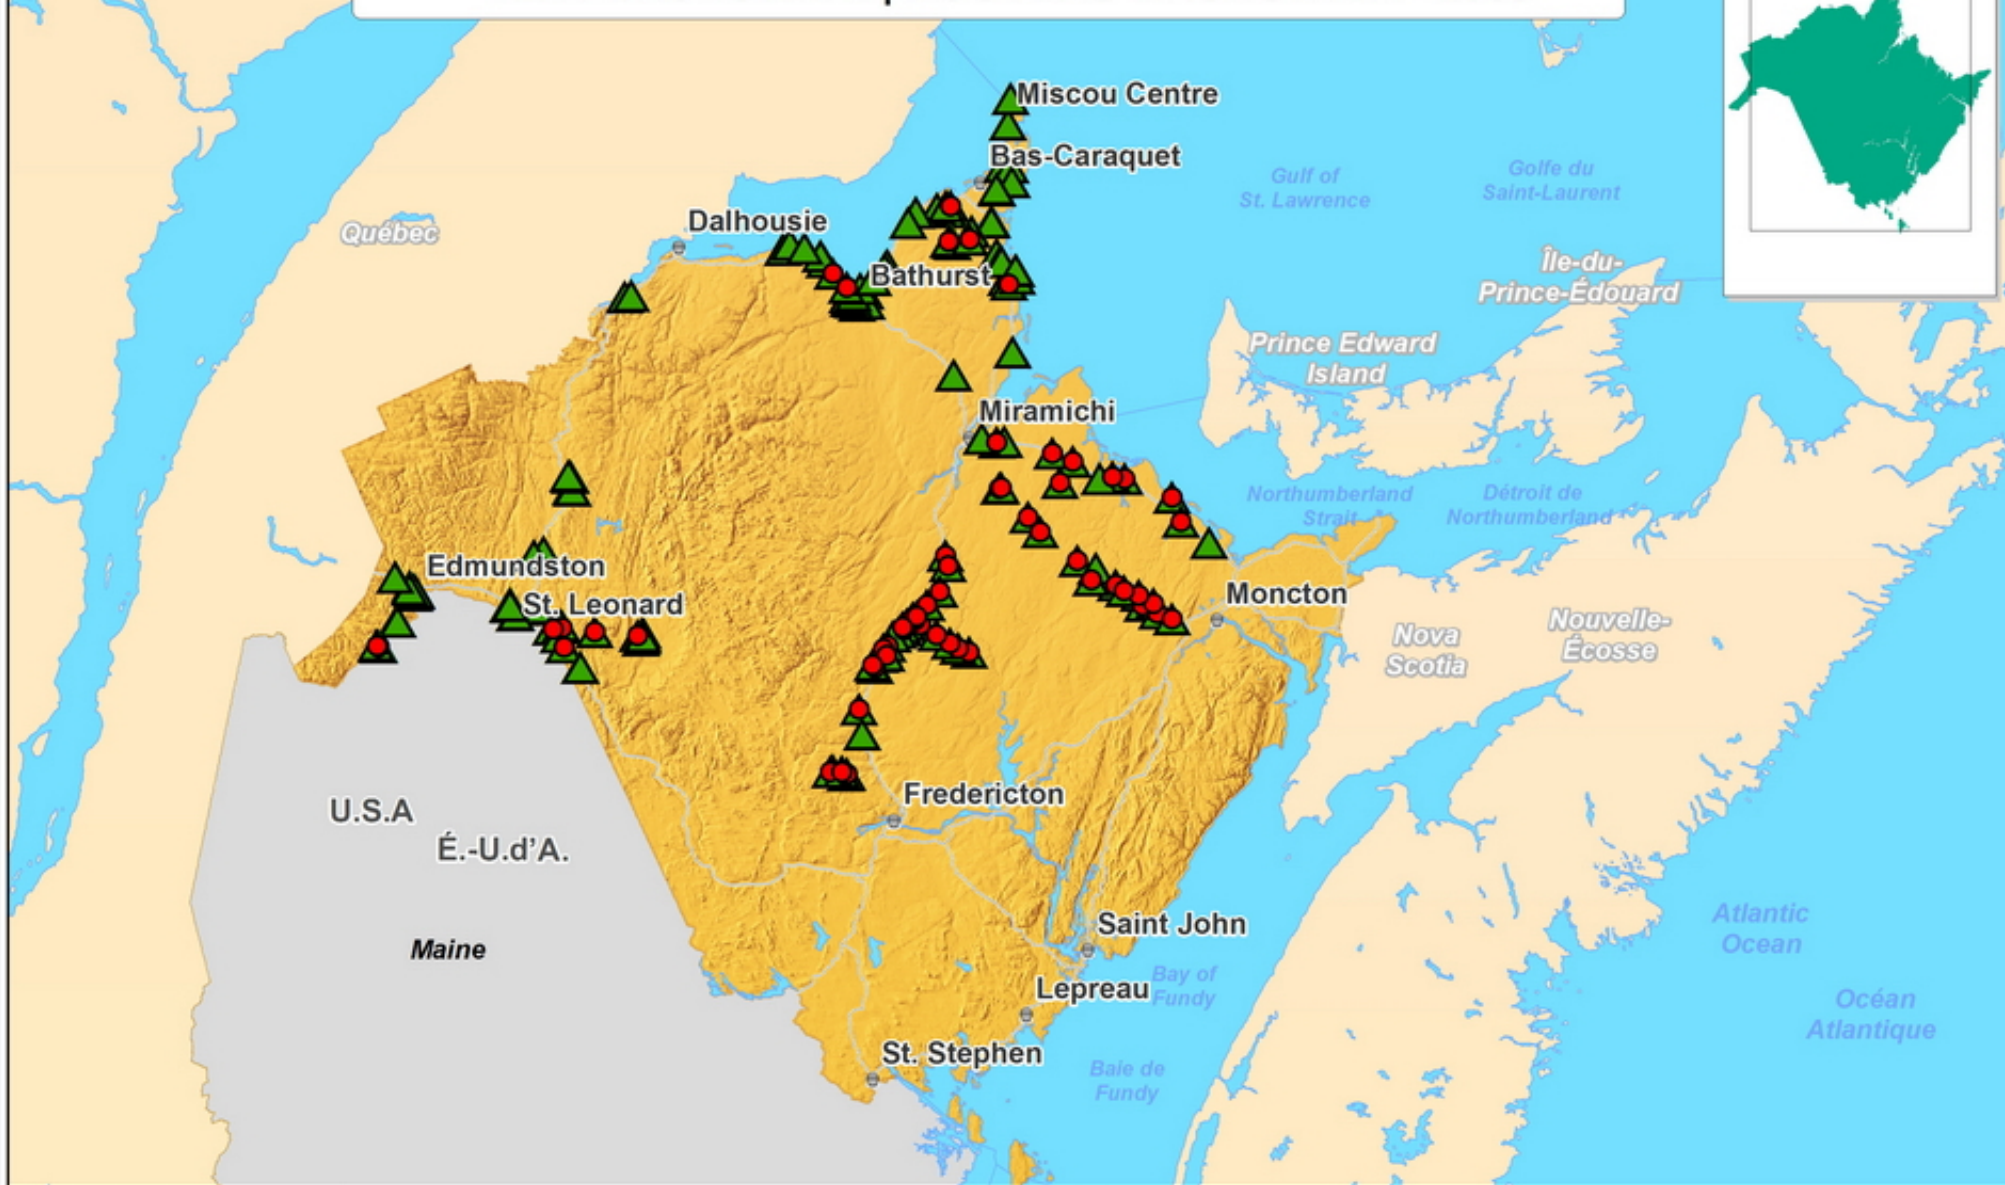 Miscou Centre
Bas-Caraquet
Gulf of
St. Lawrence
Golfe du
Saint-Laurent
Dalhousie
Québec
Bathurst
Île-du-
Prince-Édouard
Prince Edward
Island
Miramichi
Northumberland
Strait
Détroit de
Northumberland
Edmundston
St. Leonard
Moncton
Nova
Scotia
Nouvelle-
Écosse
Fredericton
U.S.A
É.-U.d'A.
Maine
Saint John
Atlantic
Ocean
Bay of
Fundy
Lepreau
Océan
Atlantique
St. Stephen
Baie de
Fundy